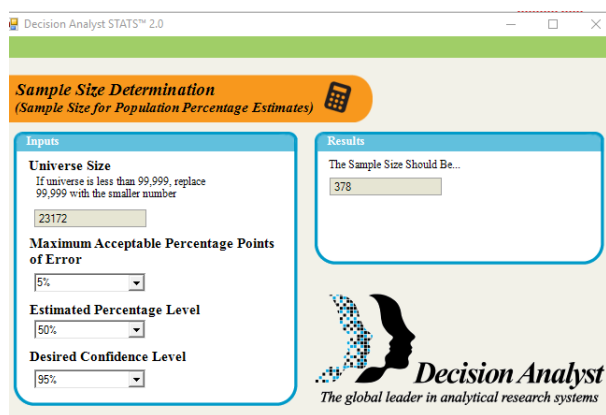 Decision Analyst STATS™ 2.0
Sample Size Determination
(Sample Size for Population Percentage Estimates)
Inputs
Universe Size
If universe is less than 99,999, replace
99,999 with the smaller number
23172
Maximum Acceptable Percentage Points
of Error
5%
Estimated Percentage Level
50%
Desired Confidence Level
95%
Results
The Sample Size Should Be...
378
Decision Analyst
The global leader in analytical research systems